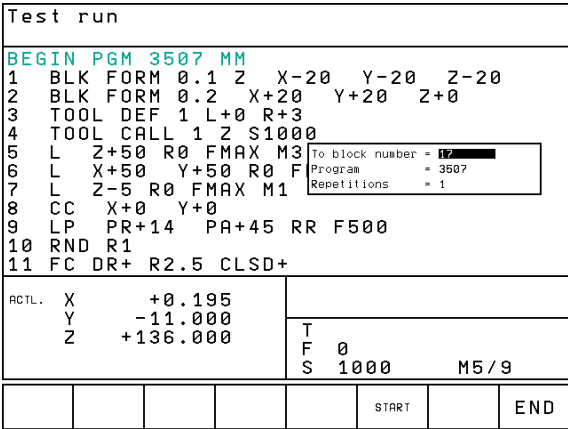 Test run
BEGIN PGM 3507 MM
1 BLK FORM 0.1 Z X-20 Y-20 Z-20
2 BLK FORM 0.2 X+20 Y+20 Z+0
3 TOOL DEF 1 L+0 R+3
4 TOOL CALL 1 Z S1000
5 L Z+50 R0 FMAX M3
6 L X+50 Y+50 R0
7 L Z-5 R0 FMAX M1
8 CC X+0 Y+0
9 LP PR+14 PA+45 RR F500
10 RND R1
11 FC DR+ R2.5 CLSD+
To block number = 17
Program = 3507
Repetitions = 1
ACTL. X +0.195
Y -11.000
Z +136.000
T
F 0
S 1000 M5/9
START END